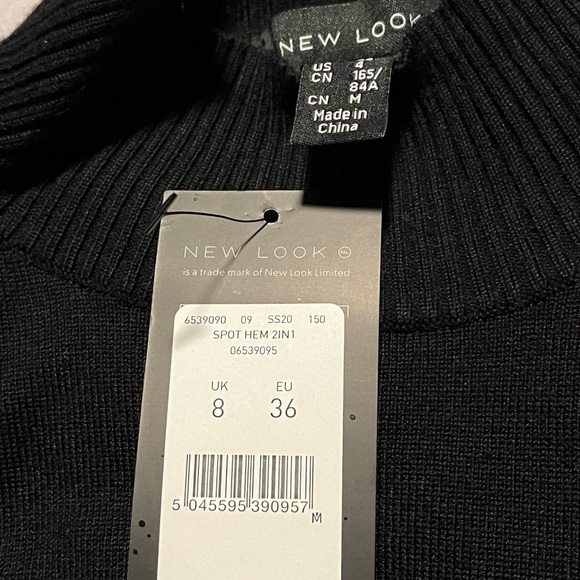 NEW LOOK
US 4
CN 165/
84A
CN M
Made in
China
NEW LOOK NL
is a trade mark of New Look Limited
6539090 09 SS20 150
SPOT HEM 2IN1
06539095
UK EU
8 36
5 045595 390957 M